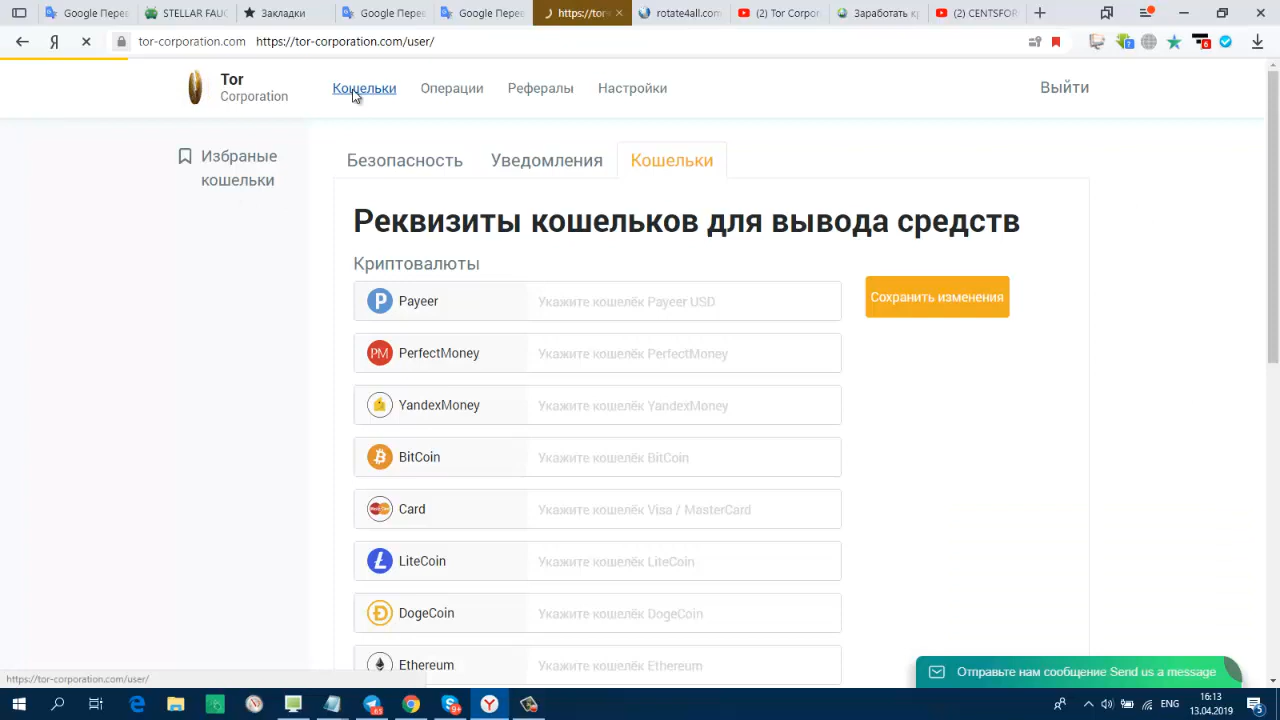 Google Перев
STELLAR FAUC
Закладки
Google Перев
Google Перев
https://tor
rotate4all.com
(2) Tor Corpor
Заработать кр
(2) CENTSFOR
tor-corporation.com https://tor-corporation.com/user/
Tor
Corporation
Кошельки
Операции
Рефералы
Настройки
Выйти
Избраные
кошельки
Безопасность
Уведомления
Кошельки
Реквизиты кошельков для вывода средств
Криптовалюты
Payeer Укажите кошелёк Payeer USD
Сохранить изменения
PerfectMoney Укажите кошелёк PerfectMoney
YandexMoney Укажите кошелёк YandexMoney
BitCoin Укажите кошелёк BitCoin
Card Укажите кошелёк Visa / MasterCard
LiteCoin Укажите кошелёк LiteCoin
DogeCoin Укажите кошелёк DogeCoin
Ethereum Укажите кошелёк Ethereum
Отправьте нам сообщение Send us a message
https://tor-corporation.com/user/
ENG
16:13
13.04.2019